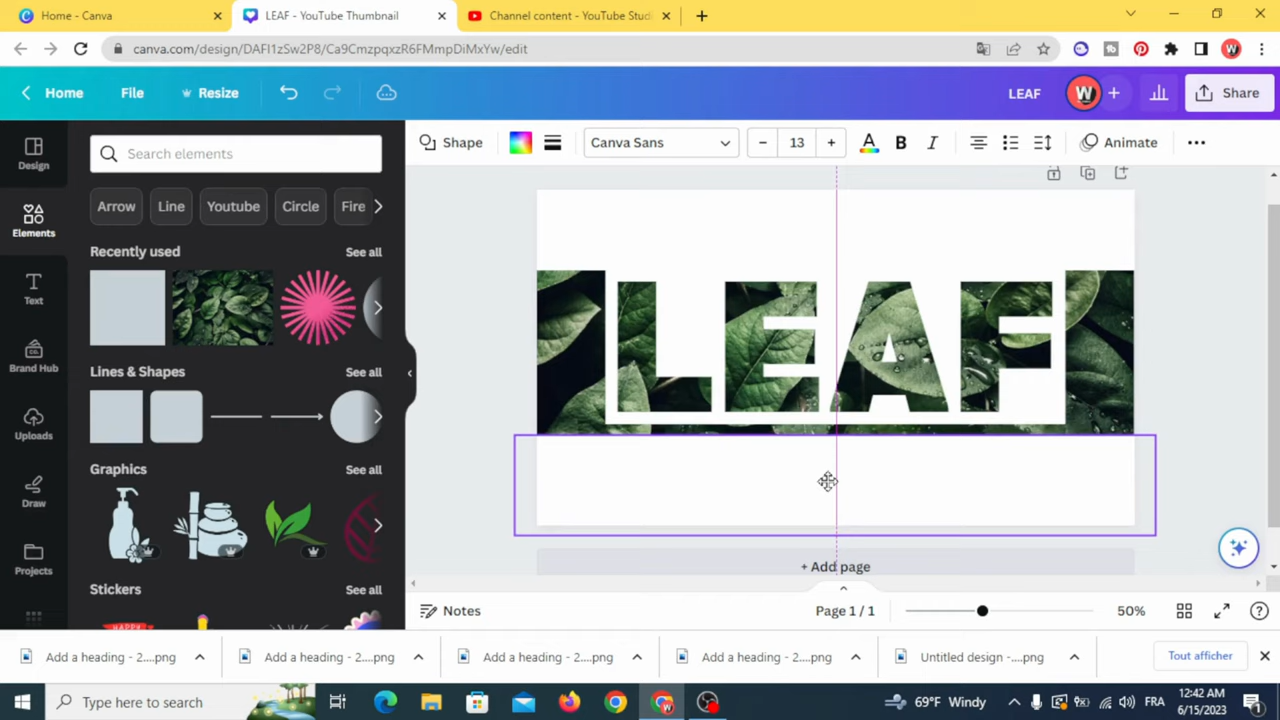 Home - Canva
LEAF - YouTube Thumbnail
Channel content - YouTube Stud
canva.com/design/DAFl1zSw2P8/Ca9CmzpqxzR6FMmpDiMxYw/edit
Home
File
Resize
LEAF
W
Share
Design
Search elements
Shape
Canva Sans
13
A
B
I
Animate
Elements
Arrow
Line
Youtube
Circle
Fire
Recently used
See all
Text
LEAF
Brand Hub
Lines & Shapes
See all
Uploads
Graphics
See all
Draw
Projects
+ Add page
Stickers
See all
HAPPY
Notes
Page 1 / 1
50%
Add a heading - 2....png
Add a heading - 2....png
Add a heading - 2....png
Add a heading - 2....png
Untitled design -....png
Tout afficher
Type here to search
69°F Windy
FRA
12:42 AM
6/15/2023